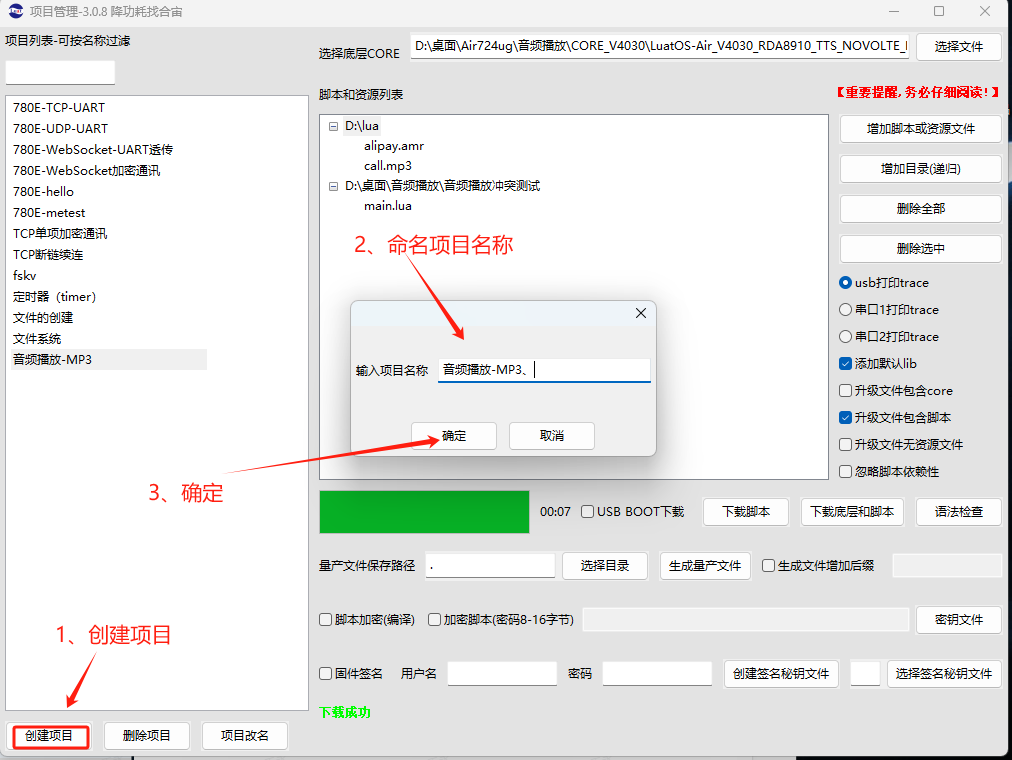 项目管理-3.0.8 降功耗找合宙
项目列表-可按名称过滤
780E-TCP-UART
780E-UDP-UART
780E-WebSocket-UART透传
780E-WebSocket加密通讯
780E-hello
780E-metest
TCP单项加密通讯
TCP断链续连
fskv
定时器（timer）
文件的创建
文件系统
音频播放-MP3
1、创建项目
创建项目
删除项目
项目改名
选择底层CORE
D:\桌面\Air724ug\音频播放\CORE_V4030\LuatOS-Air_V4030_RDA8910_TTS_NOVOLTE_
选择文件
脚本和资源列表
【重要提醒,务必仔细阅读!】
D:\lua
alipay.amr
call.mp3
D:\桌面\音频播放\音频播放冲突测试
main.lua
2、命名项目名称
输入项目名称
音频播放-MP3、
确定
取消
3、确定
增加脚本或资源文件
增加目录(递归)
删除全部
删除选中
usb打印trace
串口1打印trace
串口2打印trace
添加默认lib
升级文件包含core
升级文件包含脚本
升级文件无资源文件
忽略脚本依赖性
00:07
USB BOOT下载
下载脚本
下载底层和脚本
语法检查
量产文件保存路径
.
选择目录
生成量产文件
生成文件增加后缀
脚本加密(编译)
加密脚本(密码8-16字节)
密钥文件
固件签名
用户名
密码
创建签名秘钥文件
选择签名秘钥文件
下载成功